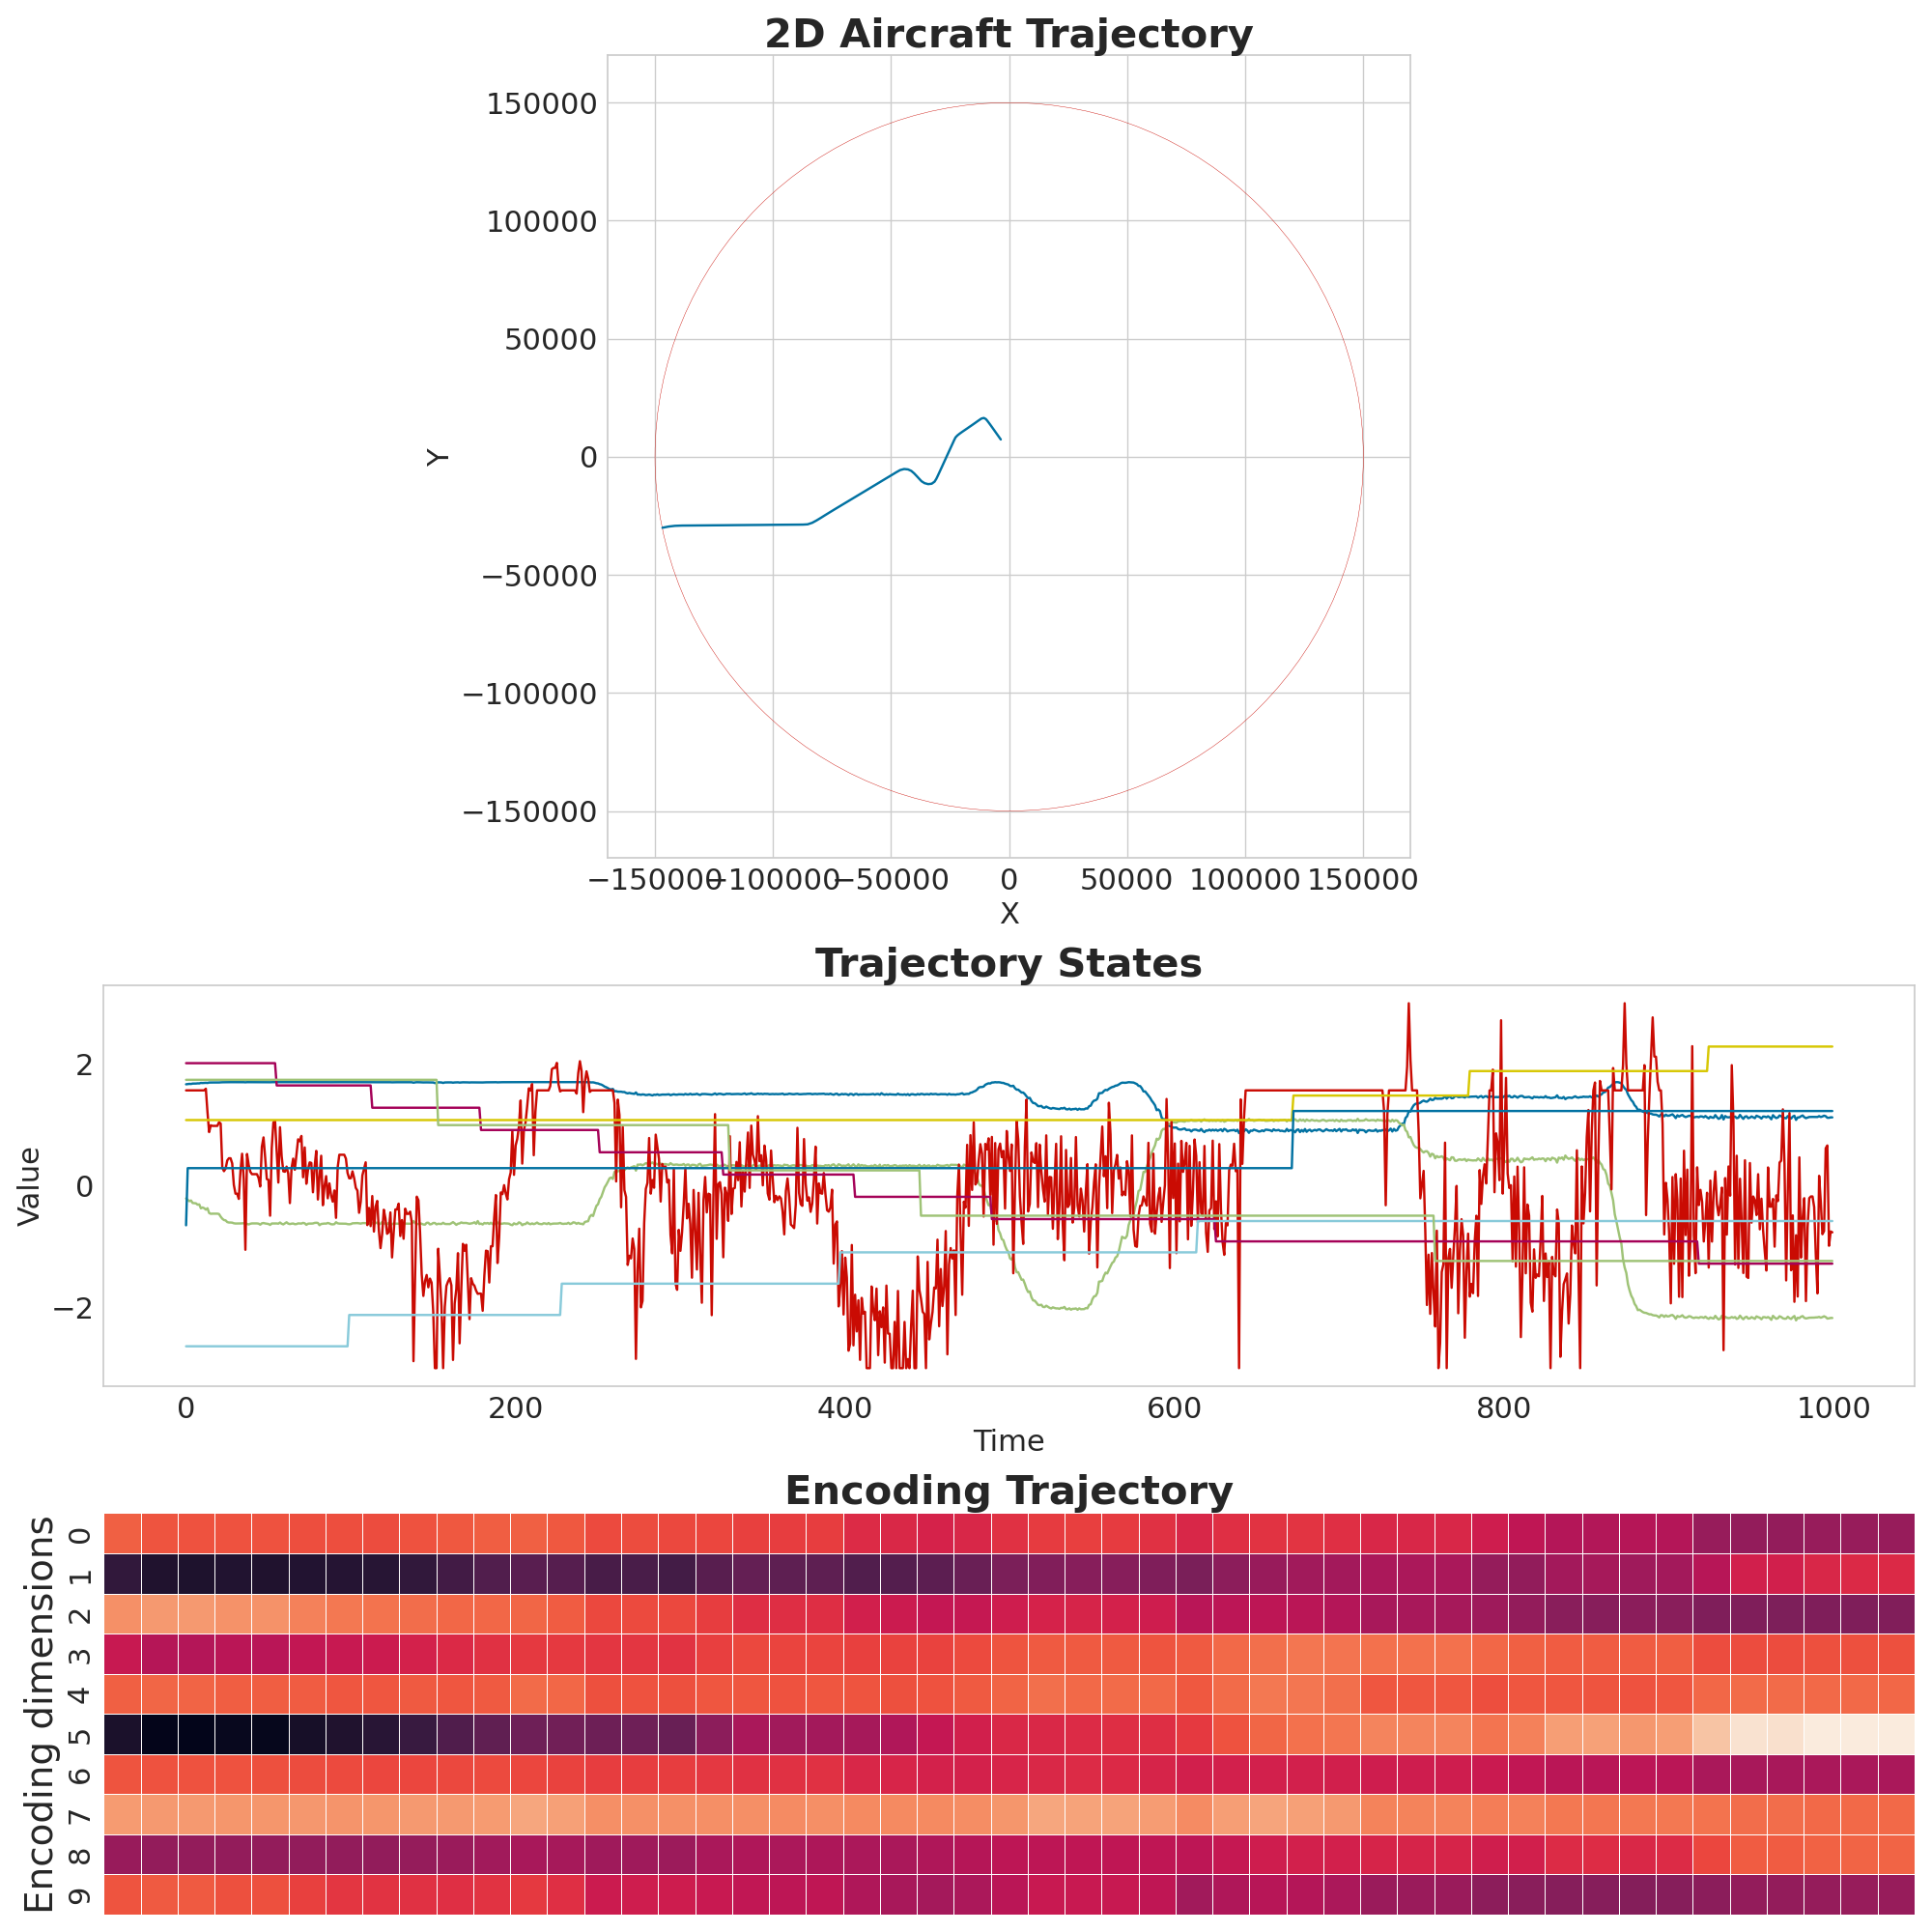 2D Aircraft Trajectory
150000
100000
50000
0
−50000
−100000
−150000
Y
−150000 −100000 −50000 0 50000 100000 150000
X
Trajectory States
2
0
−2
Value
0 200 400 600 800 1000
Time
Encoding Trajectory
Encoding dimensions
0
1
2
3
4
5
6
7
8
9